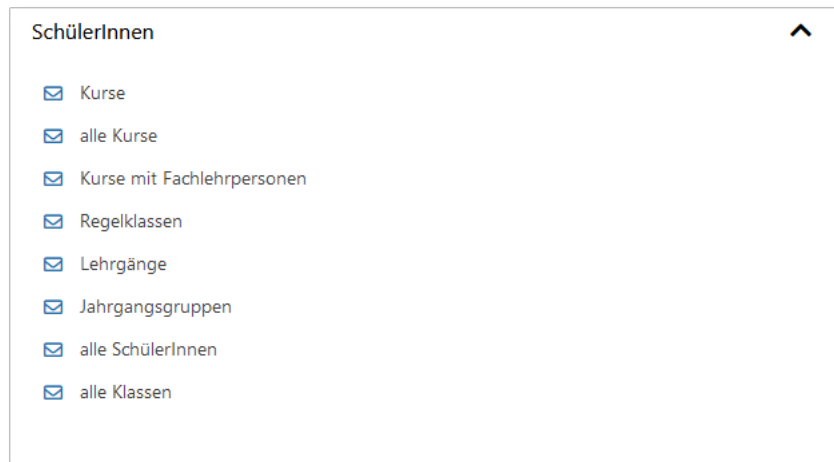 SchülerInnen
Kurse
alle Kurse
Kurse mit Fachlehrpersonen
Regelklassen
Lehrgänge
Jahrgangsgruppen
alle SchülerInnen
alle Klassen